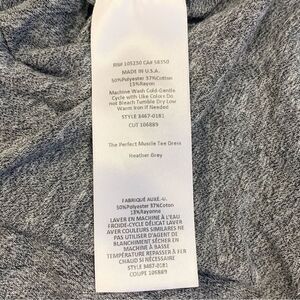 RN# 105230 CA# 58350
MADE IN U.S.A.
50%Polyester 37%Cotton
13%Rayon
Machine Wash Cold-Gentle
Cycle with Like Colors Do
not Bleach Tumble Dry Low
Warm Iron if Needed
STYLE 3467-0181
CUT 106889
The Perfect Muscle Tee Dress
Heather Grey
FABRIQUÉ AUXÉ.-U.
50%Polyester 37%Coton
13%Rayonne
LAVER EN MACHINE À L'EAU
FROIDE-CYCLE DÉLICAT LAVER
AVER COULEURS SIMILAIRES NE
PAS UTILISER D'AGENT DE
BLANCHIMENT SÉCHER EN
MACHINE À BASSE
TEMPÉRATURE REPASSER À FER
CHAUD SI NÉCESSAIRE
STYLE 3467-0181
COUPE 106889